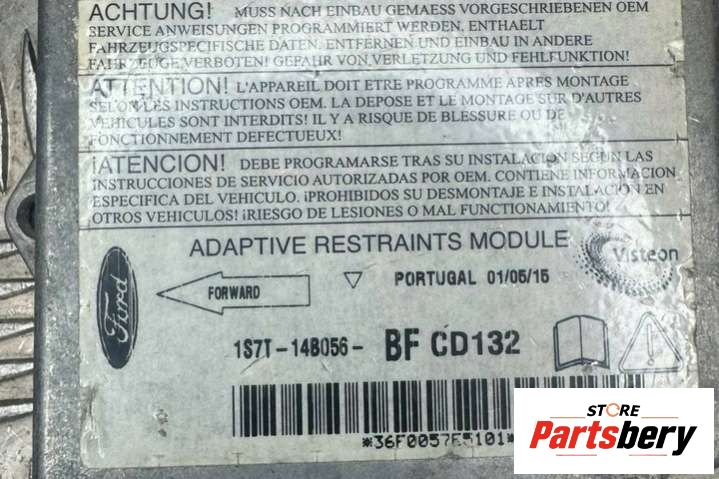 ACHTUNG! MUSS NACH EINBAU GEMAESS VORGESCHRIEBENEN OEM
SERVICE ANWEISUNGEN PROGRAMMIERT WERDEN, ENTHAELT
FAHRZEUGSPEZIFISCHE DATEN. ENTFERNEN UND EINBAU IN ANDERE
FAHRZEUGE VERBOTEN! GEFAHR VON VERLETZUNG UND FEHLFUNKTION!
ATTENTION! L'APPAREIL DOIT ETRE PROGRAMME APRES MONTAGE
SELON LES INSTRUCTIONS OEM. LA DEPOSE ET LE MONTAGE SUR D'AUTRES
VEHICULES SONT INTERDITS! IL Y A RISQUE DE BLESSURE OU DE
FONCTIONNEMENT DEFECTUEUX!
¡ATENCION! DEBE PROGRAMARSE TRAS SU INSTALACION SEGUN LAS
INSTRUCCIONES DE SERVICIO AUTORIZADAS POR OEM. CONTIENE INFORMACION
ESPECIFICA DEL VEHICULO. ¡PROHIBIDOS SU DESMONTAJE E INSTALACION EN
OTROS VEHICULOS! ¡RIESGO DE LESIONES O MAL FUNCTIONAMIENTO!
ADAPTIVE RESTRAINTS MODULE
Visteon
Ford
FORWARD
PORTUGAL 01/05/15
1S7T-14B056- BF CD132
*36F0057E5101*
STORE
Partsbery